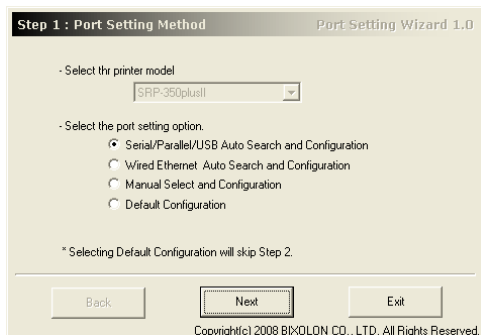 Step 1 : Port Setting Method Port Setting Wizard 1.0
- Select thr printer model
SRP-350plusII
- Select the port setting option.
Serial/Parallel/USB Auto Search and Configuration
Wired Ethernet Auto Search and Configuration
Manual Select and Configuration
Default Configuration
* Selecting Default Configuration will skip Step 2.
Back Next Exit
Copyright(c) 2008 BIXOLON CO., LTD. All Rights Reserved.